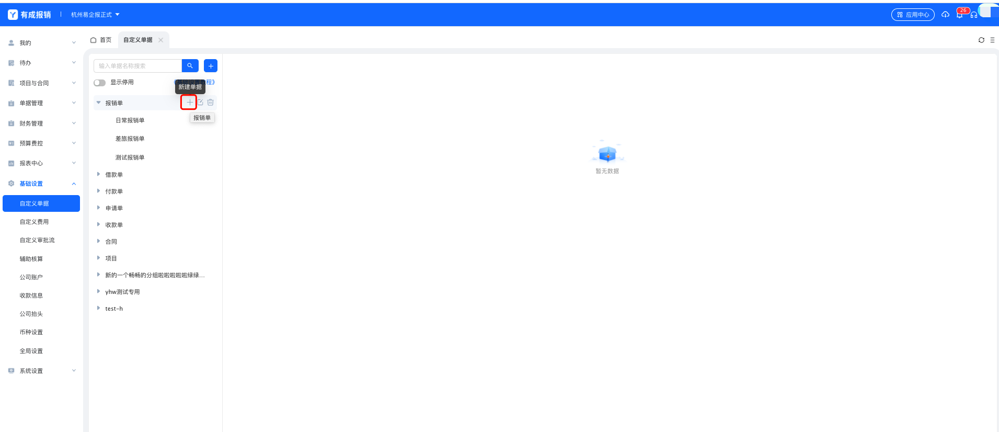 有成报销
杭州易企报正式
应用中心
26
我的
待办
项目与合同
单据管理
财务管理
预算费控
报表中心
基础设置
自定义单据
自定义费用
自定义审批流
辅助核算
公司账户
收款信息
公司抬头
币种设置
全局设置
系统设置
首页
自定义单据
输入单据名称搜索
显示停用
《基础设置教程》
新建单据
报销单
报销单
日常报销单
差旅报销单
测试报销单
借款单
付款单
申请单
收款单
合同
项目
新的一个畅畅的分组啦啦啦啦啦绿绿...
yhw测试专用
test-h
暂无数据